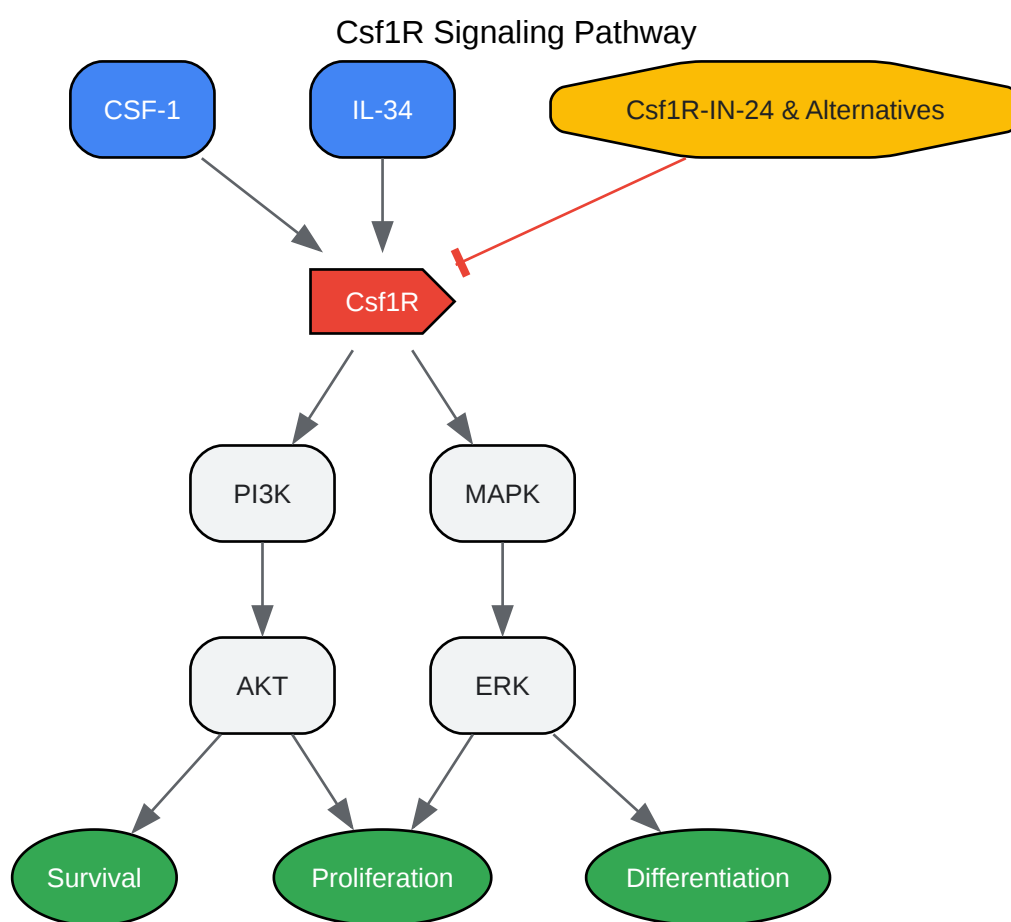 Csf1R Signaling Pathway
CSF-1
IL-34
Csf1R-IN-24 & Alternatives
Csf1R
PI3K
MAPK
AKT
ERK
Survival
Proliferation
Differentiation